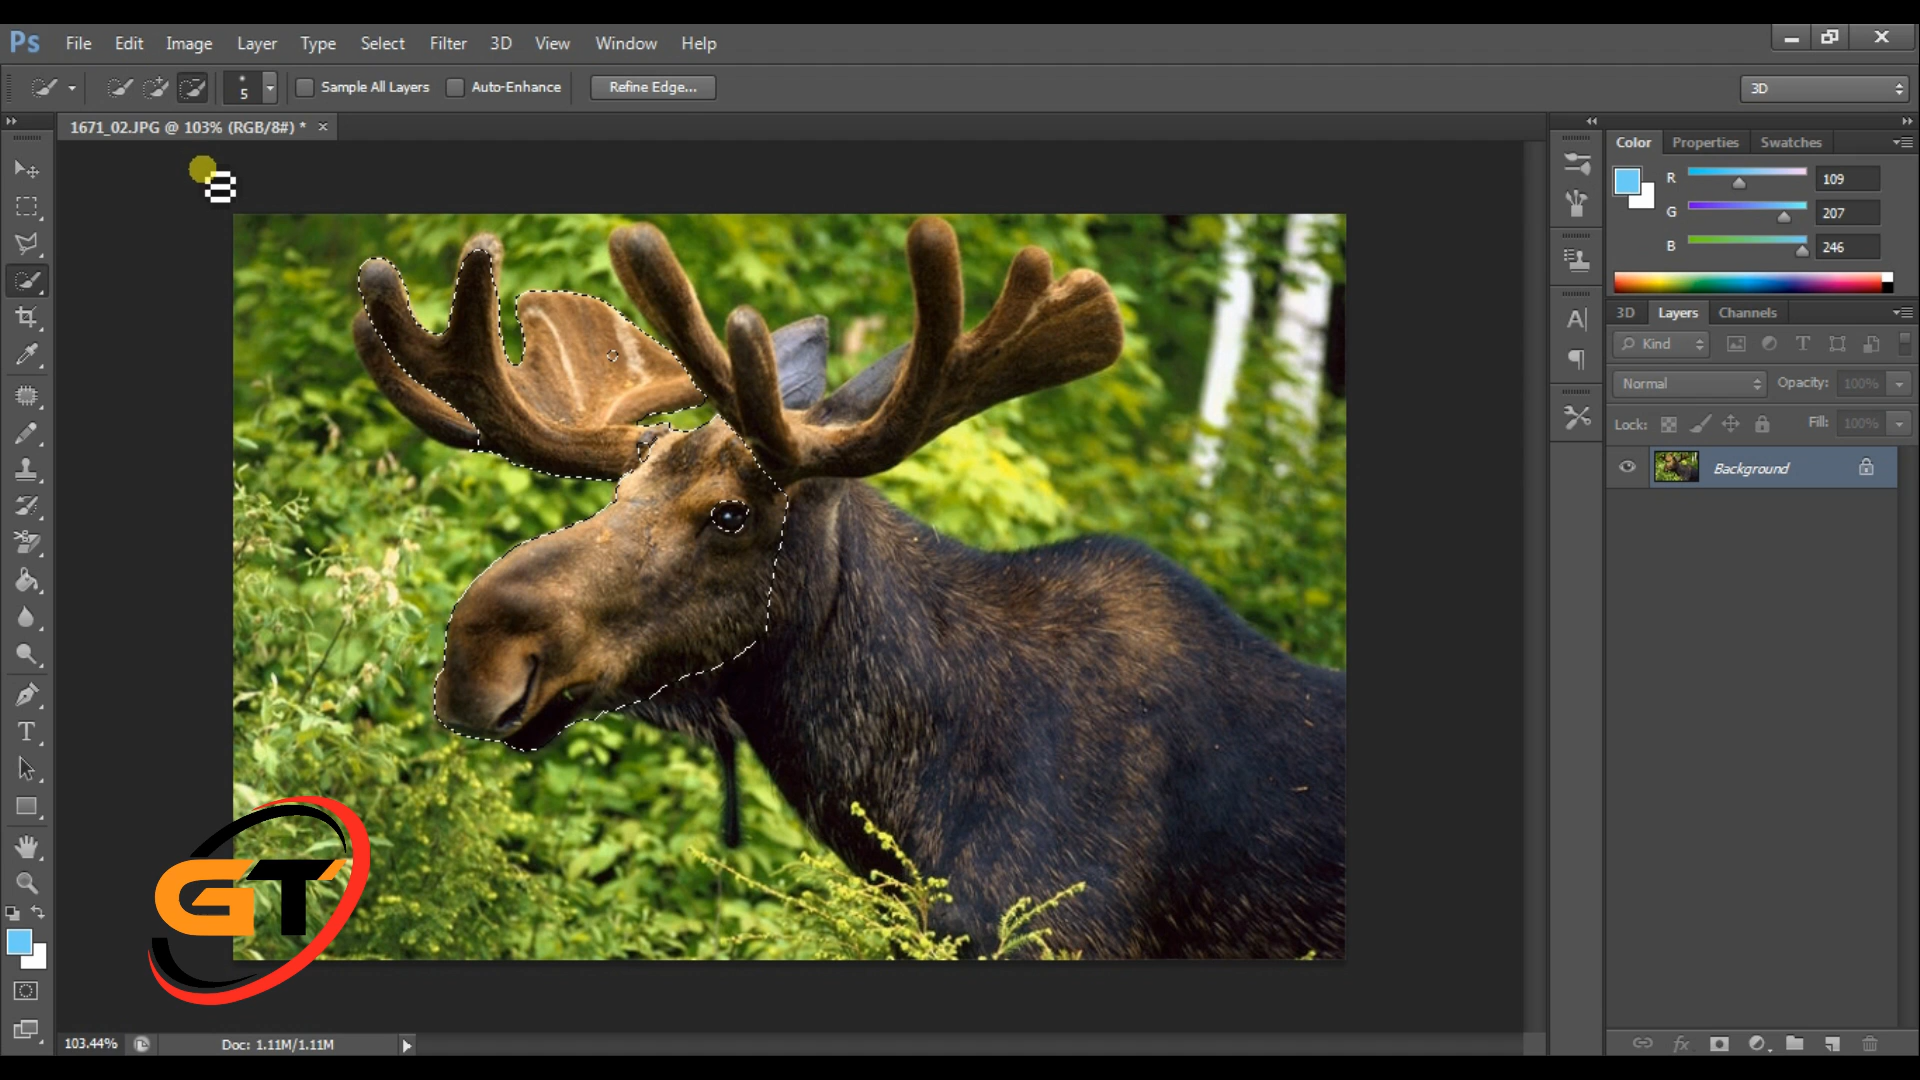 Ps File Edit Image Layer Type Select Filter 3D View Window Help
5 Sample All Layers Auto-Enhance Refine Edge... 3D
1671_02.JPG @ 103% (RGB/8#) * ×
Color Properties Swatches
R 109
G 207
B 246
3D Layers Channels
Kind T
Normal Opacity: 100%
Lock: Fill: 100%
Background
A
T
GT
103.44% Doc: 1.11M/1.11M
fx